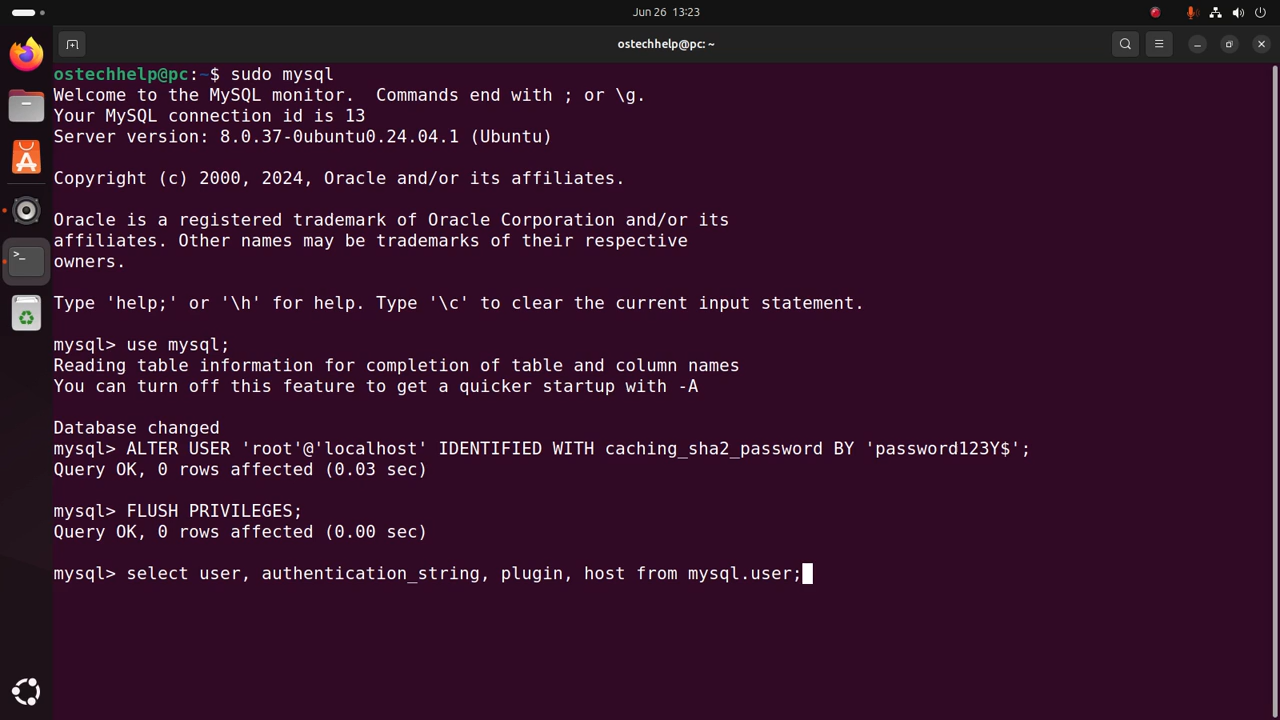 Jun 26  13:23
ostechhelp@pc: ~
ostechhelp@pc:~$ sudo mysql
Welcome to the MySQL monitor.  Commands end with ; or \g.
Your MySQL connection id is 13
Server version: 8.0.37-0ubuntu0.24.04.1 (Ubuntu)
Copyright (c) 2000, 2024, Oracle and/or its affiliates.
Oracle is a registered trademark of Oracle Corporation and/or its
affiliates. Other names may be trademarks of their respective
owners.
Type 'help;' or '\h' for help. Type '\c' to clear the current input statement.
mysql> use mysql;
Reading table information for completion of table and column names
You can turn off this feature to get a quicker startup with -A
Database changed
mysql> ALTER USER 'root'@'localhost' IDENTIFIED WITH caching_sha2_password BY 'password123Y$';
Query OK, 0 rows affected (0.03 sec)
mysql> FLUSH PRIVILEGES;
Query OK, 0 rows affected (0.00 sec)
mysql> select user, authentication_string, plugin, host from mysql.user;